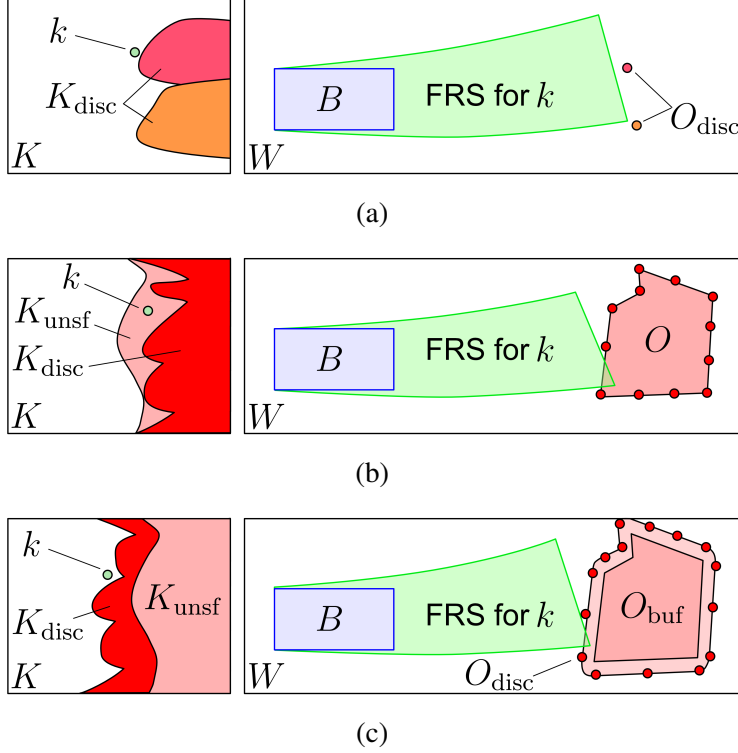 k
K_disc
K
B
FRS for k
O_disc
W
(a)
k
K_unsf
K_disc
K
B
FRS for k
O
W
(b)
k
K_unsf
K_disc
K
B
FRS for k
O_buf
O_disc
W
(c)